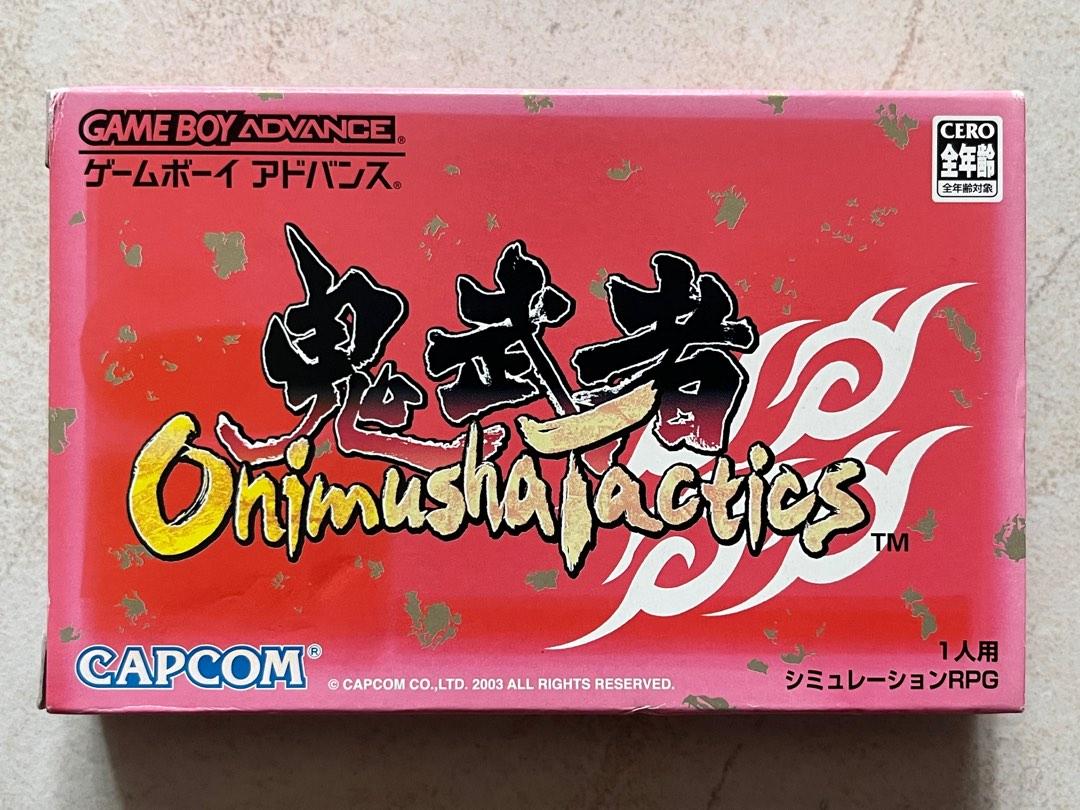 GAME BOY ADVANCE®
ゲームボーイ アドバンス®
CERO
全年齢
全年齢対象
鬼武者
Onimusha Tactics™
CAPCOM®
© CAPCOM CO.,LTD. 2003 ALL RIGHTS RESERVED.
1人用
シミュレーションRPG